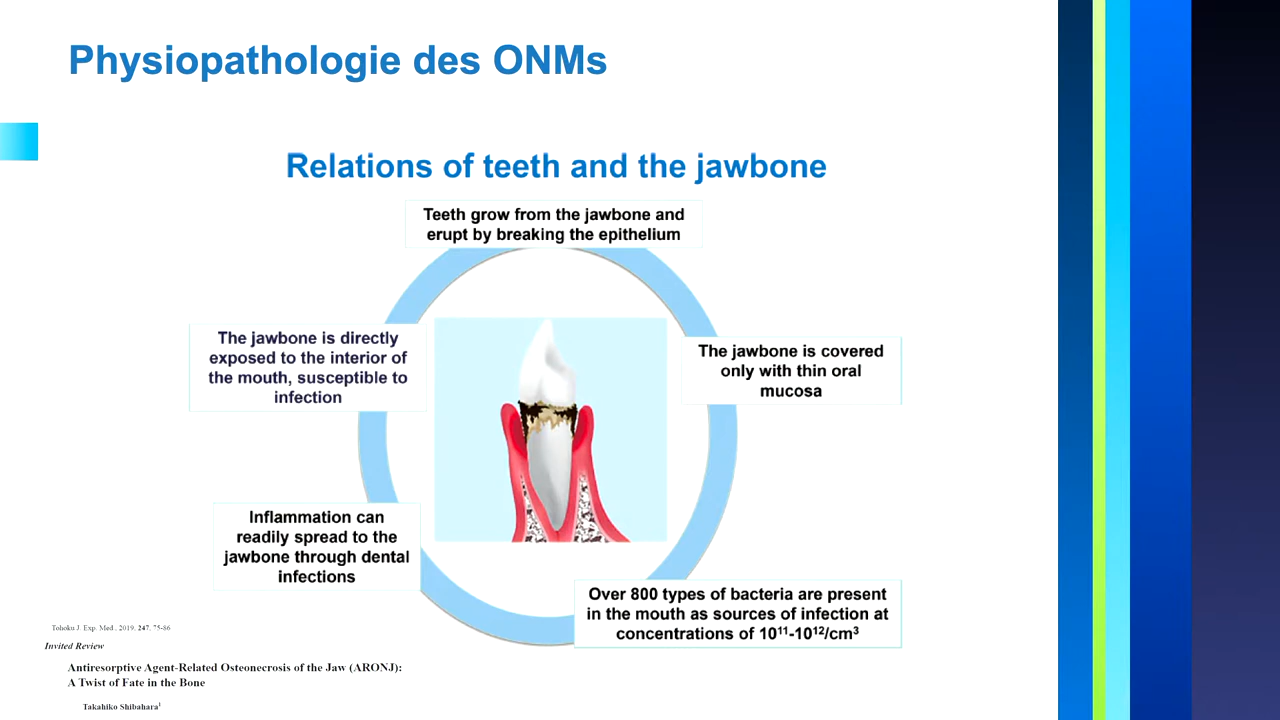 Physiopathologie des ONMs
Relations of teeth and the jawbone
Teeth grow from the jawbone and
erupt by breaking the epithelium
The jawbone is directly
exposed to the interior of
the mouth, susceptible to
infection
The jawbone is covered
only with thin oral
mucosa
Inflammation can
readily spread to the
jawbone through dental
infections
Over 800 types of bacteria are present
in the mouth as sources of infection at
concentrations of 10¹¹-10¹²/cm³
Tohoku J. Exp. Med., 2019, 247, 75-86
Invited Review
Antiresorptive Agent-Related Osteonecrosis of the Jaw (ARONJ):
A Twist of Fate in the Bone
Takahiko Shibahara¹